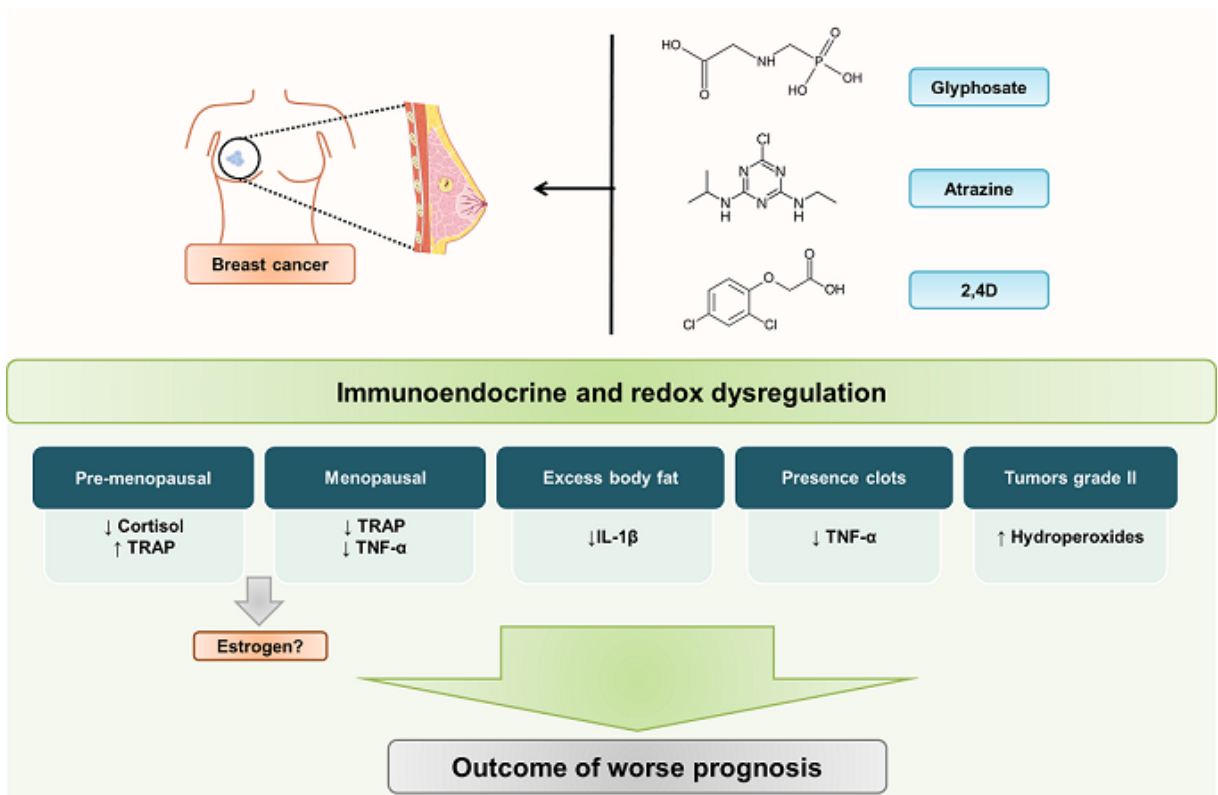 HO
O
NH
P
O
OH
HO
Glyphosate
Cl
N
N
N
N
H
N
H
Atrazine
O
O
OH
Cl
Cl
2,4D
Breast cancer
Immunoendocrine and redox dysregulation
Pre-menopausal
↓ Cortisol
↑ TRAP
Menopausal
↓ TRAP
↓ TNF-α
Excess body fat
↓IL-1β
Presence clots
↓ TNF-α
Tumors grade II
↑ Hydroperoxides
Estrogen?
Outcome of worse prognosis